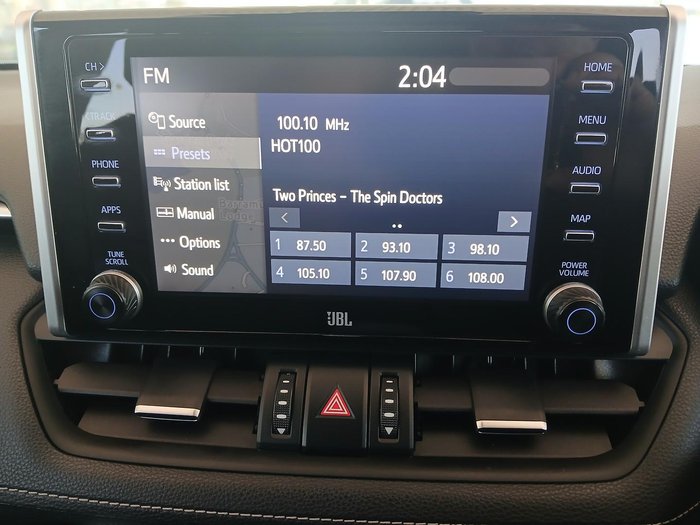 CH >
TRACK
PHONE
APPS
TUNE
SCROLL
FM
2:04
Source
Presets
Station list
Manual
Options
Sound
100.10 MHz
HOT100
Two Princes – The Spin Doctors
<
>
1 87.50
2 93.10
3 98.10
4 105.10
5 107.90
6 108.00
HOME
MENU
AUDIO
MAP
POWER
VOLUME
JBL